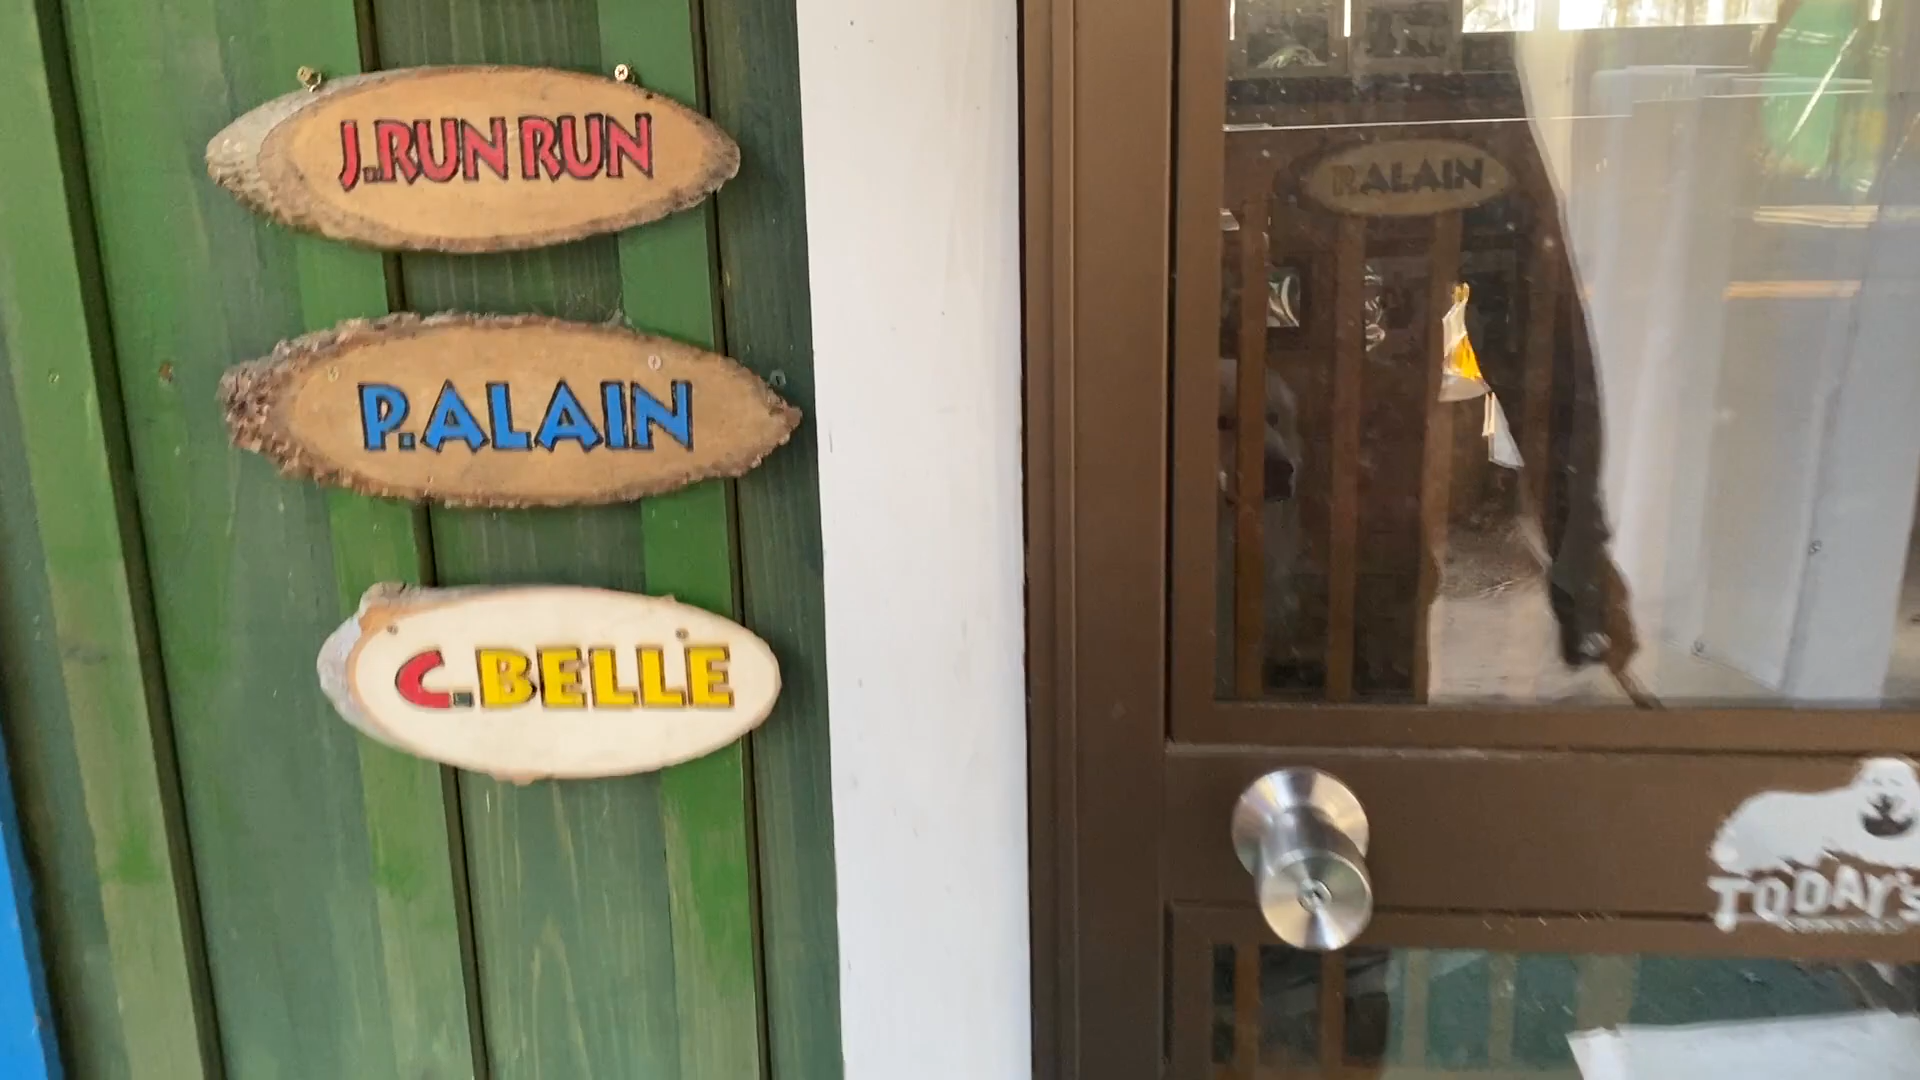 J.RUN RUN
P.ALAIN
C.BELLE
P.ALAIN
TODAY's